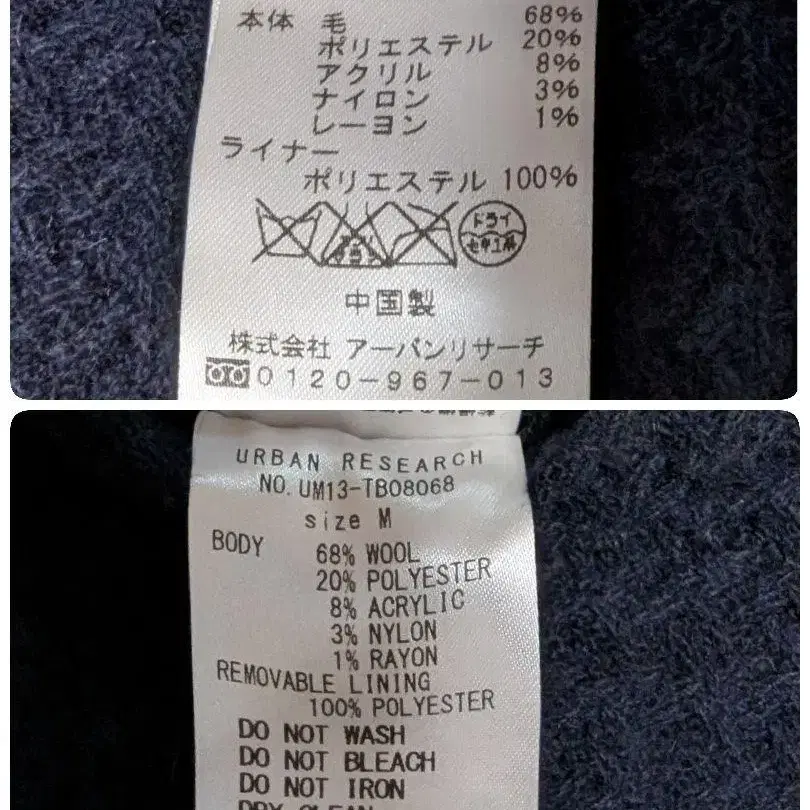 本体 毛 68%
ポリエステル 20%
アクリル 8%
ナイロン 3%
レーヨン 1%
ライナー
ポリエステル 100%
ドライ
中国製
株式会社 アーバンリサーチ
0120-967-013
URBAN RESEARCH
NO. UM13-TB08068
size M
BODY 68% WOOL
20% POLYESTER
8% ACRYLIC
3% NYLON
1% RAYON
REMOVABLE LINING
100% POLYESTER
DO NOT WASH
DO NOT BLEACH
DO NOT IRON
DRY CLEAN